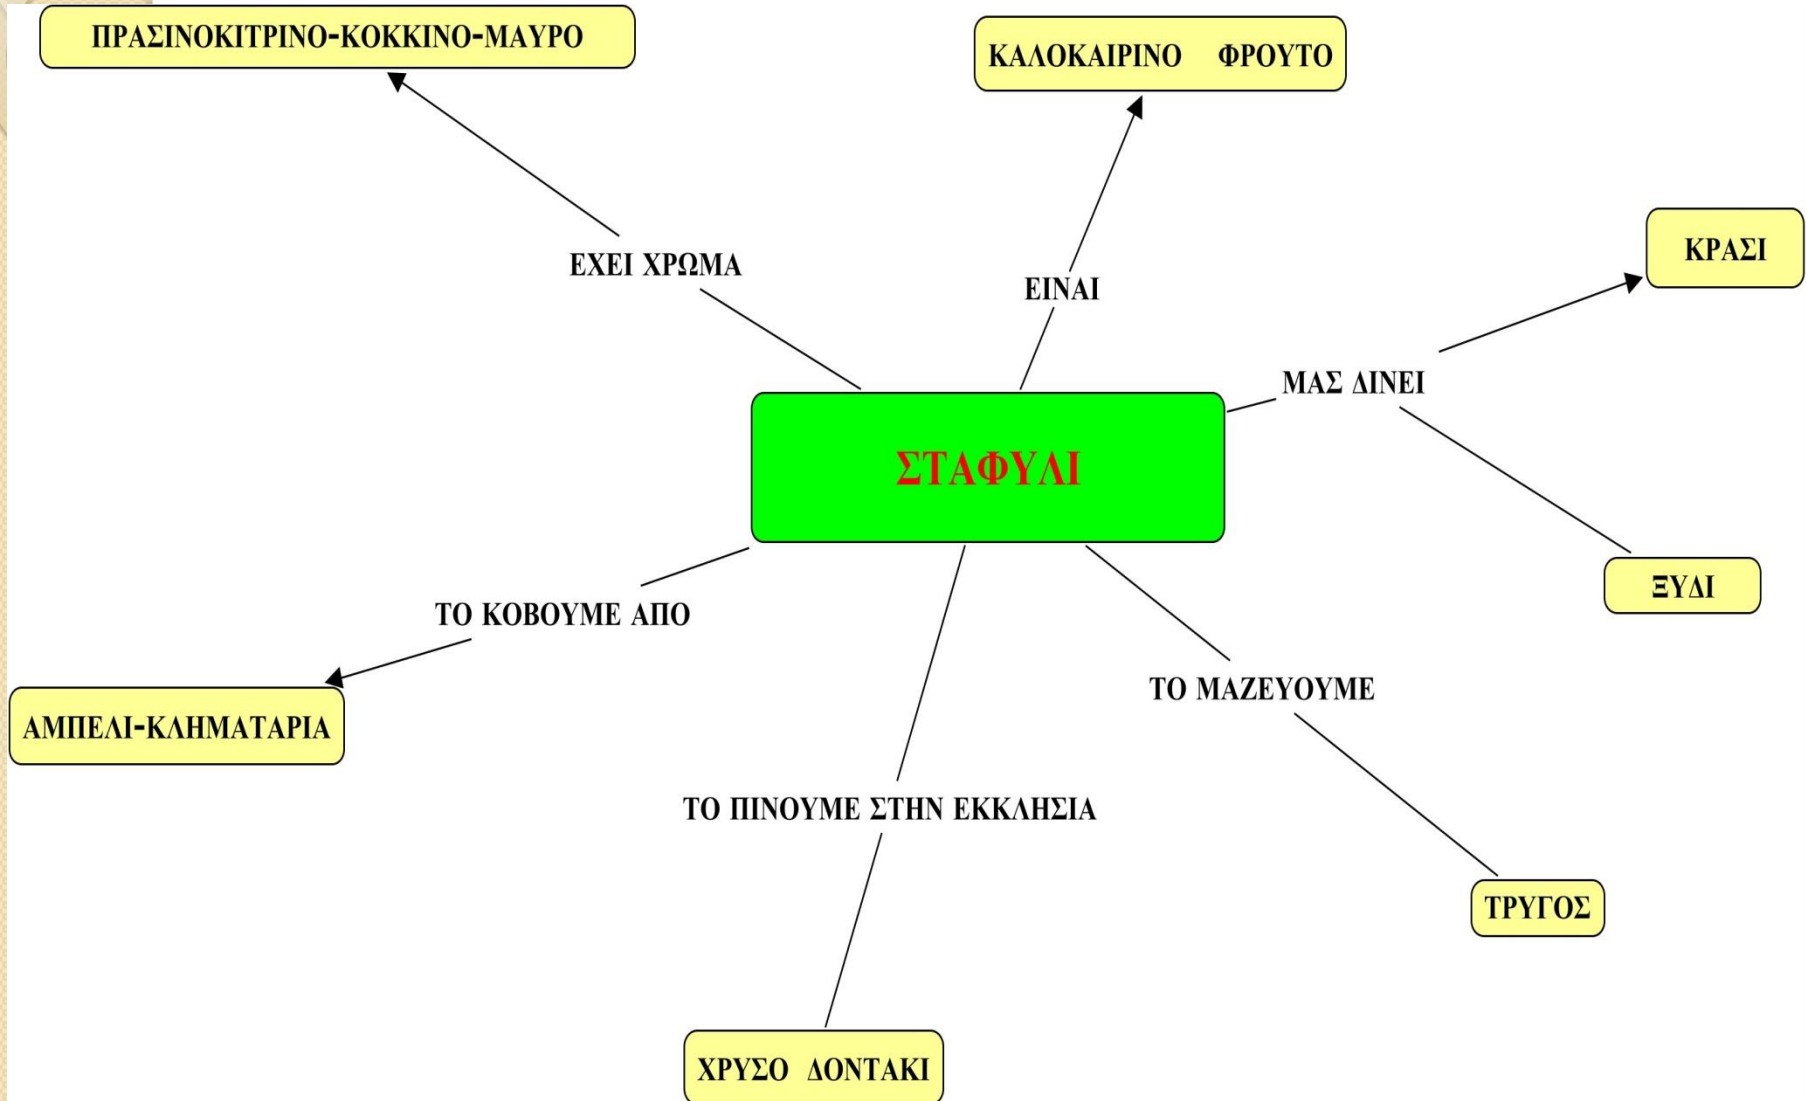 ΠΡΑΣΙΝΟΚΙΤΡΙΝΟ-ΚΟΚΚΙΝΟ-ΜΑΥΡΟ
ΚΑΛΟΚΑΙΡΙΝΟ ΦΡΟΥΤΟ
ΚΡΑΣΙ
ΕΧΕΙ ΧΡΩΜΑ
ΕΙΝΑΙ
ΜΑΣ ΔΙΝΕΙ
ΣΤΑΦΥΛΙ
ΞΥΔΙ
ΤΟ ΚΟΒΟΥΜΕ ΑΠΟ
ΤΟ ΜΑΖΕΥΟΥΜΕ
ΑΜΠΕΛΙ-ΚΛΗΜΑΤΑΡΙΑ
ΤΟ ΠΙΝΟΥΜΕ ΣΤΗΝ ΕΚΚΛΗΣΙΑ
ΤΡΥΓΟΣ
ΧΡΥΣΟ ΔΟΝΤΑΚΙ